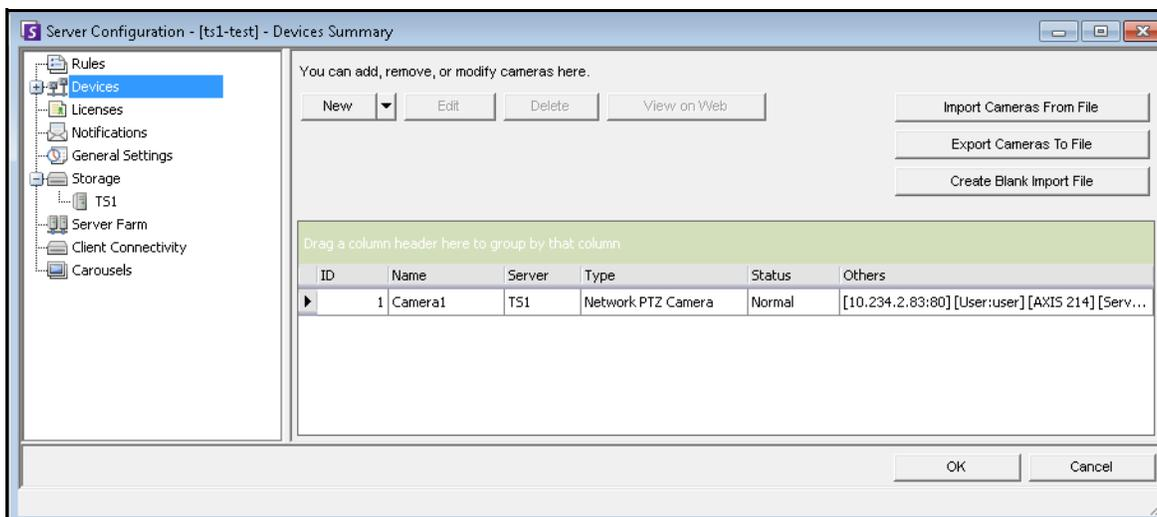 Server Configuration - [ts1-test] - Devices Summary
Rules
Devices
Licenses
Notifications
General Settings
Storage
TS1
Server Farm
Client Connectivity
Carousels
You can add, remove, or modify cameras here.
New Edit Delete View on Web
Import Cameras From File
Export Cameras To File
Create Blank Import File
Drag a column header here to group by that column
ID Name Server Type Status Others
1 Camera1 TS1 Network PTZ Camera Normal [10.234.2.83:80] [User:user] [AXIS 214] [Serv...
OK Cancel